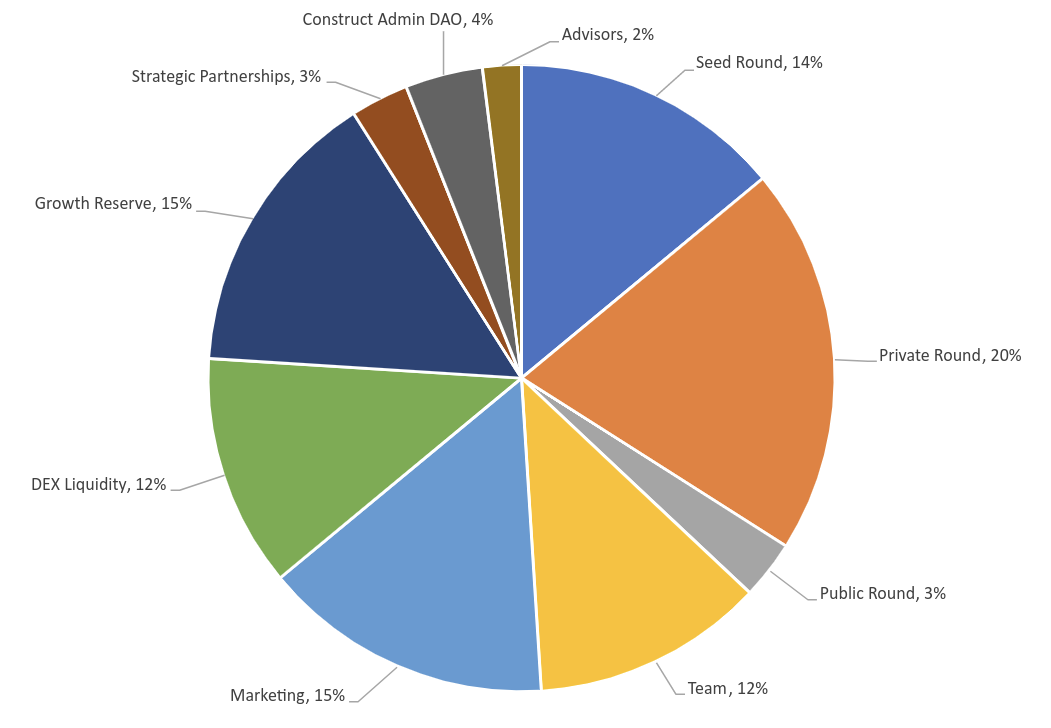 Construct Admin DAO, 4%
Advisors, 2%
Seed Round, 14%
Strategic Partnerships, 3%
Growth Reserve, 15%
Private Round, 20%
DEX Liquidity, 12%
Public Round, 3%
Team, 12%
Marketing, 15%